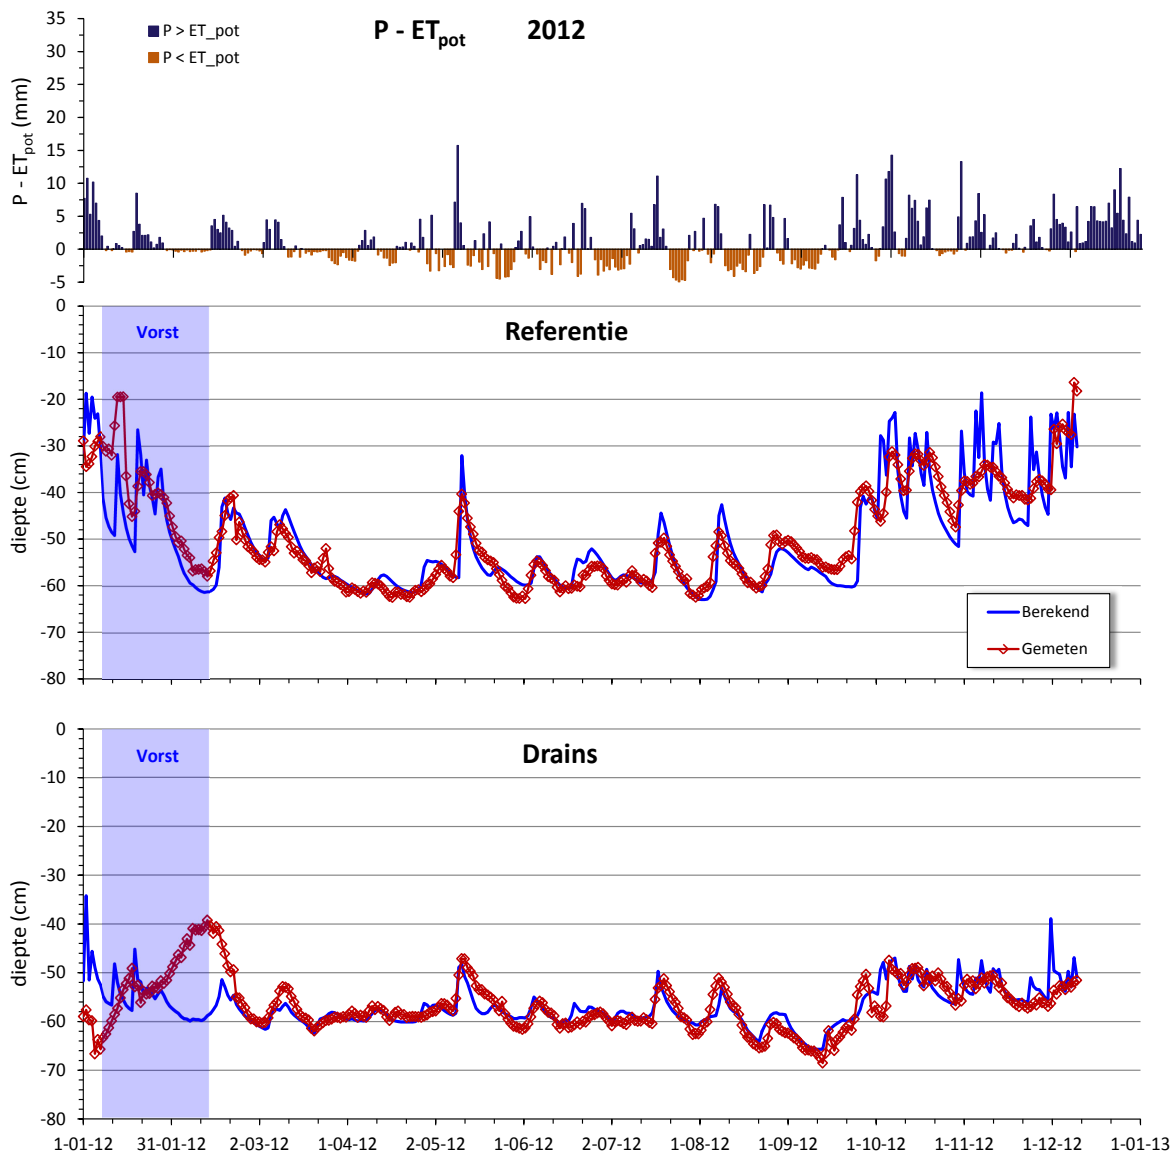 P - ETpot 2012
P > ET_pot
P < ET_pot
P - ETpot (mm)
35
30
25
20
15
10
5
0
-5
Vorst
Referentie
diepte (cm)
0
-10
-20
-30
-40
-50
-60
-70
-80
Berekend
Gemeten
Vorst
Drains
diepte (cm)
0
-10
-20
-30
-40
-50
-60
-70
-80
1-01-12 31-01-12 2-03-12 1-04-12 2-05-12 1-06-12 2-07-12 1-08-12 1-09-12 1-10-12 1-11-12 1-12-12 1-01-13